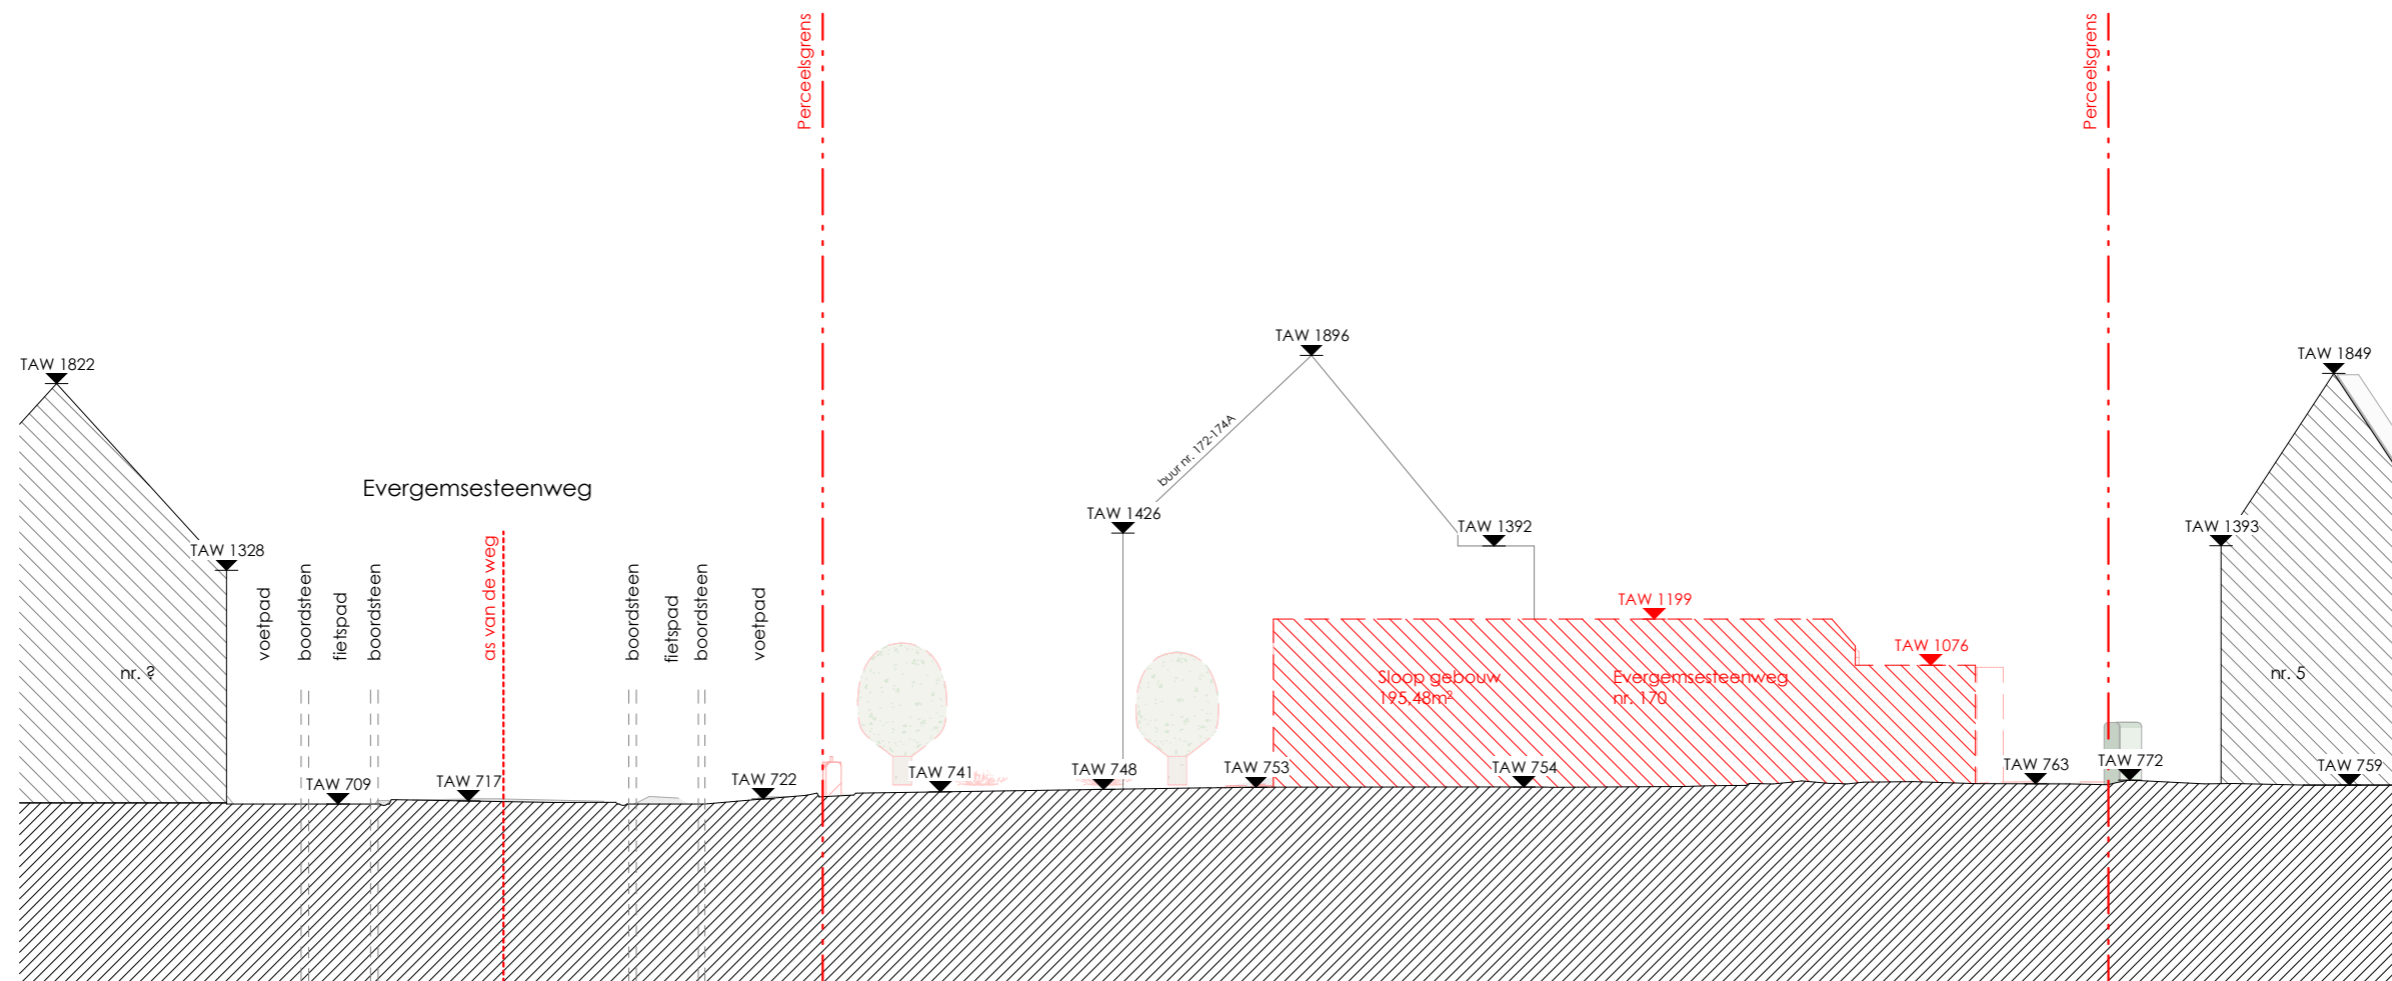 Perceelsgrens
Perceelsgrens
TAW 1896
TAW 1822
TAW 1849
buur nr. 172-174A
Evergemsesteenweg
TAW 1426
TAW 1392
TAW 1393
TAW 1328
as van de weg
voetpad
boordsteen
fietspad
boordsteen
boordsteen
fietspad
boordsteen
voetpad
TAW 1199
TAW 1076
nr. ?
Sloop gebouw
195,48m²
Evergemsesteenweg
nr. 170
nr. 5
TAW 709
TAW 717
TAW 722
TAW 741
TAW 748
TAW 753
TAW 754
TAW 763
TAW 772
TAW 759